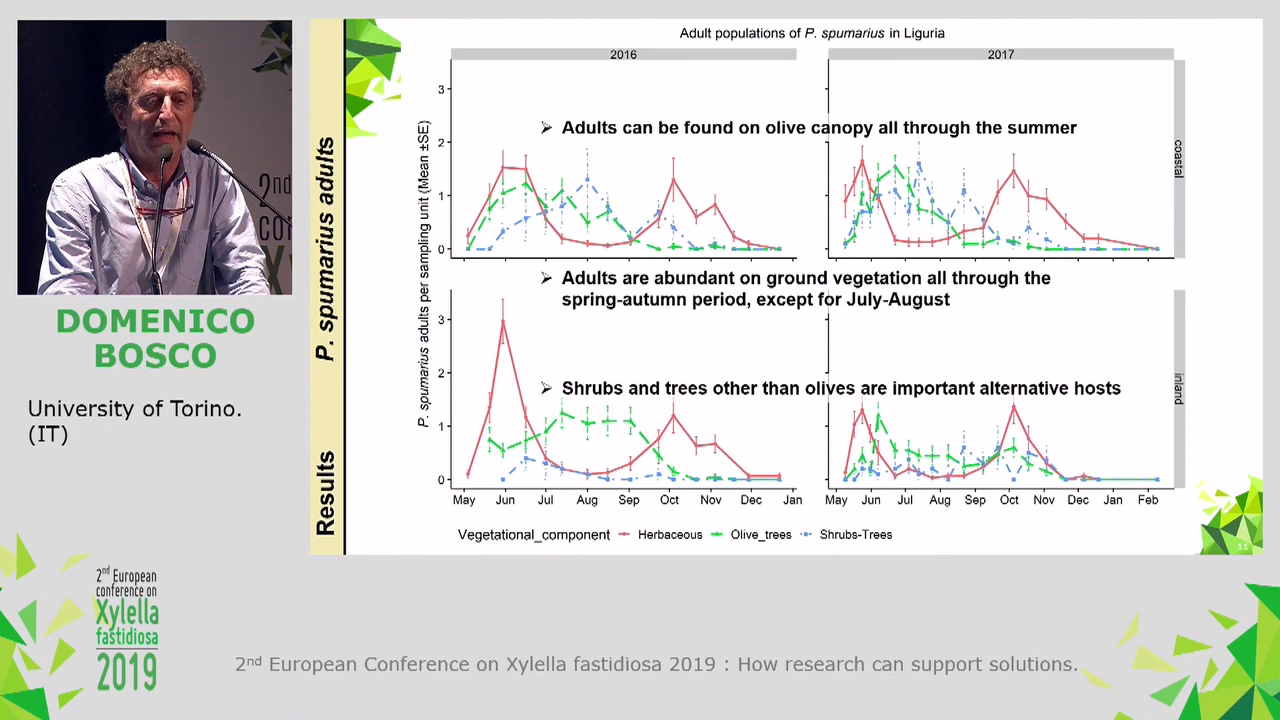 Adult populations of P. spumarius in Liguria
2016
2017
3
2
1
0
3
2
1
0
P. spumarius adults per sampling unit (Mean ±SE)
coastal
inland
➢ Adults can be found on olive canopy all through the summer
➢ Adults are abundant on ground vegetation all through the
spring-autumn period, except for July-August
➢ Shrubs and trees other than olives are important alternative hosts
May Jun Jul Aug Sep Oct Nov Dec Jan
May Jun Jul Aug Sep Oct Nov Dec Jan Feb
Vegetational_component Herbaceous Olive_trees Shrubs-Trees
11
P. spumarius adults
Results
2nd
CO
X
DOMENICO
BOSCO
University of Torino.
(IT)
2nd European
conference on
Xylella
fastidiosa
2019
2nd European Conference on Xylella fastidiosa 2019 : How research can support solutions.